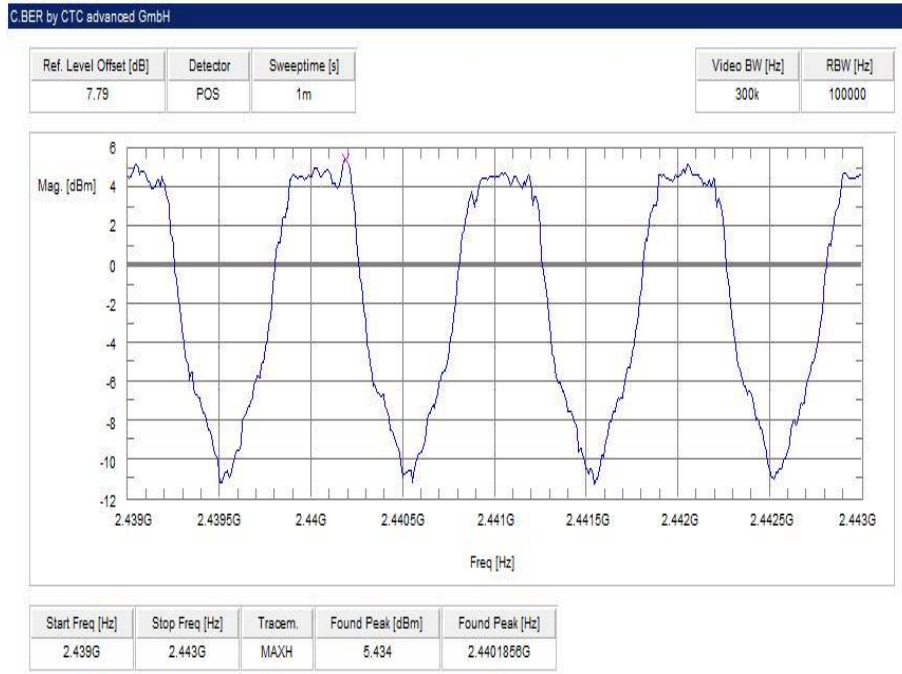 C.BER by CTC advanced GmbH
Ref. Level Offset [dB] Detector Sweeptime [s] Video BW [Hz] RBW [Hz]
7.79 POS 1m 300k 100000
Mag. [dBm]
6
4
2
0
-2
-4
-6
-8
-10
-12
2.439G 2.4395G 2.44G 2.4405G 2.441G 2.4415G 2.442G 2.4425G 2.443G
Freq [Hz]
Start Freq [Hz] Stop Freq [Hz] Tracem. Found Peak [dBm] Found Peak [Hz]
2.439G 2.443G MAXH 5.434 2.4401856G